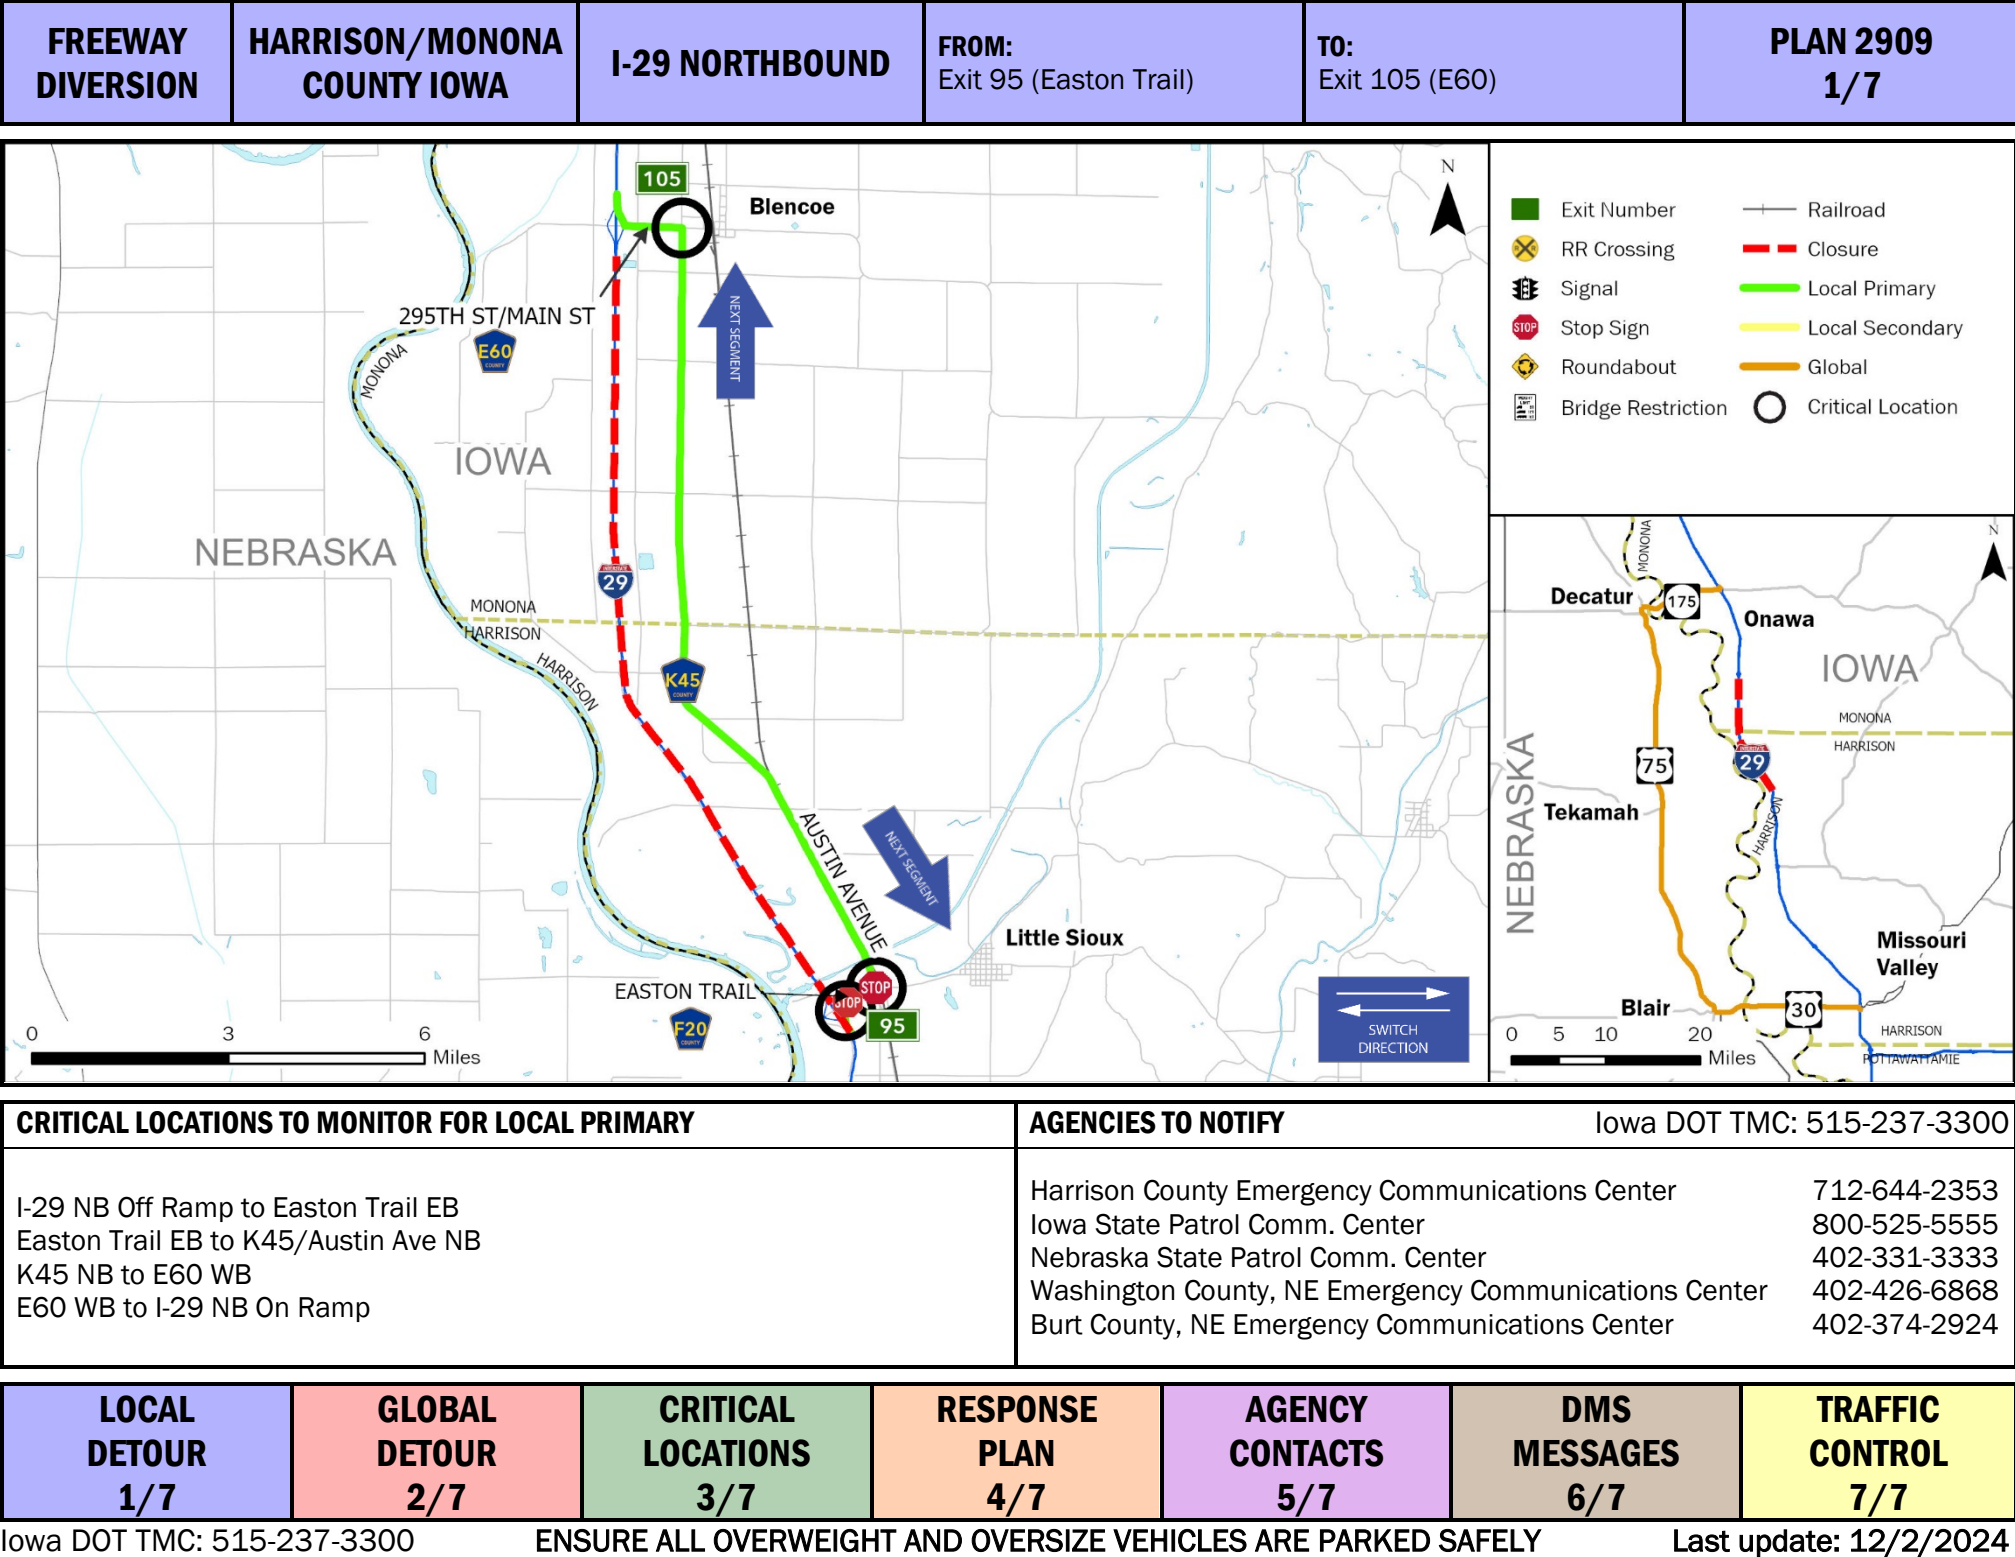 FREEWAY
DIVERSION
HARRISON/MONONA
COUNTY IOWA
I-29 NORTHBOUND
FROM:
Exit 95 (Easton Trail)
TO:
Exit 105 (E60)
PLAN 2909
1/7
105
Blencoe
N
295TH ST/MAIN ST
E60
COUNTY
NEXT SEGMENT
MONONA
IOWA
NEBRASKA
INTERSTATE
29
MONONA
HARRISON
HARRISON
K45
COUNTY
AUSTIN AVENUE
NEXT SEGMENT
Little Sioux
EASTON TRAIL
STOP
STOP
95
F20
COUNTY
0 3 6
Miles
SWITCH
DIRECTION
Exit Number
RR Crossing
Signal
STOP
Stop Sign
Roundabout
Bridge Restriction
Railroad
Closure
Local Primary
Local Secondary
Global
Critical Location
N
MONONA
Decatur
175
Onawa
IOWA
MONONA
HARRISON
NEBRASKA
75
INTERSTATE
29
Tekamah
HARRISON
Missouri
Valley
Blair
30
HARRISON
POTTAWATTAMIE
0 5 10 20
Miles
CRITICAL LOCATIONS TO MONITOR FOR LOCAL PRIMARY
I-29 NB Off Ramp to Easton Trail EB
Easton Trail EB to K45/Austin Ave NB
K45 NB to E60 WB
E60 WB to I-29 NB On Ramp
AGENCIES TO NOTIFY Iowa DOT TMC: 515-237-3300
Harrison County Emergency Communications Center 712-644-2353
Iowa State Patrol Comm. Center 800-525-5555
Nebraska State Patrol Comm. Center 402-331-3333
Washington County, NE Emergency Communications Center 402-426-6868
Burt County, NE Emergency Communications Center 402-374-2924
LOCAL
DETOUR
1/7
GLOBAL
DETOUR
2/7
CRITICAL
LOCATIONS
3/7
RESPONSE
PLAN
4/7
AGENCY
CONTACTS
5/7
DMS
MESSAGES
6/7
TRAFFIC
CONTROL
7/7
Iowa DOT TMC: 515-237-3300 ENSURE ALL OVERWEIGHT AND OVERSIZE VEHICLES ARE PARKED SAFELY Last update: 12/2/2024